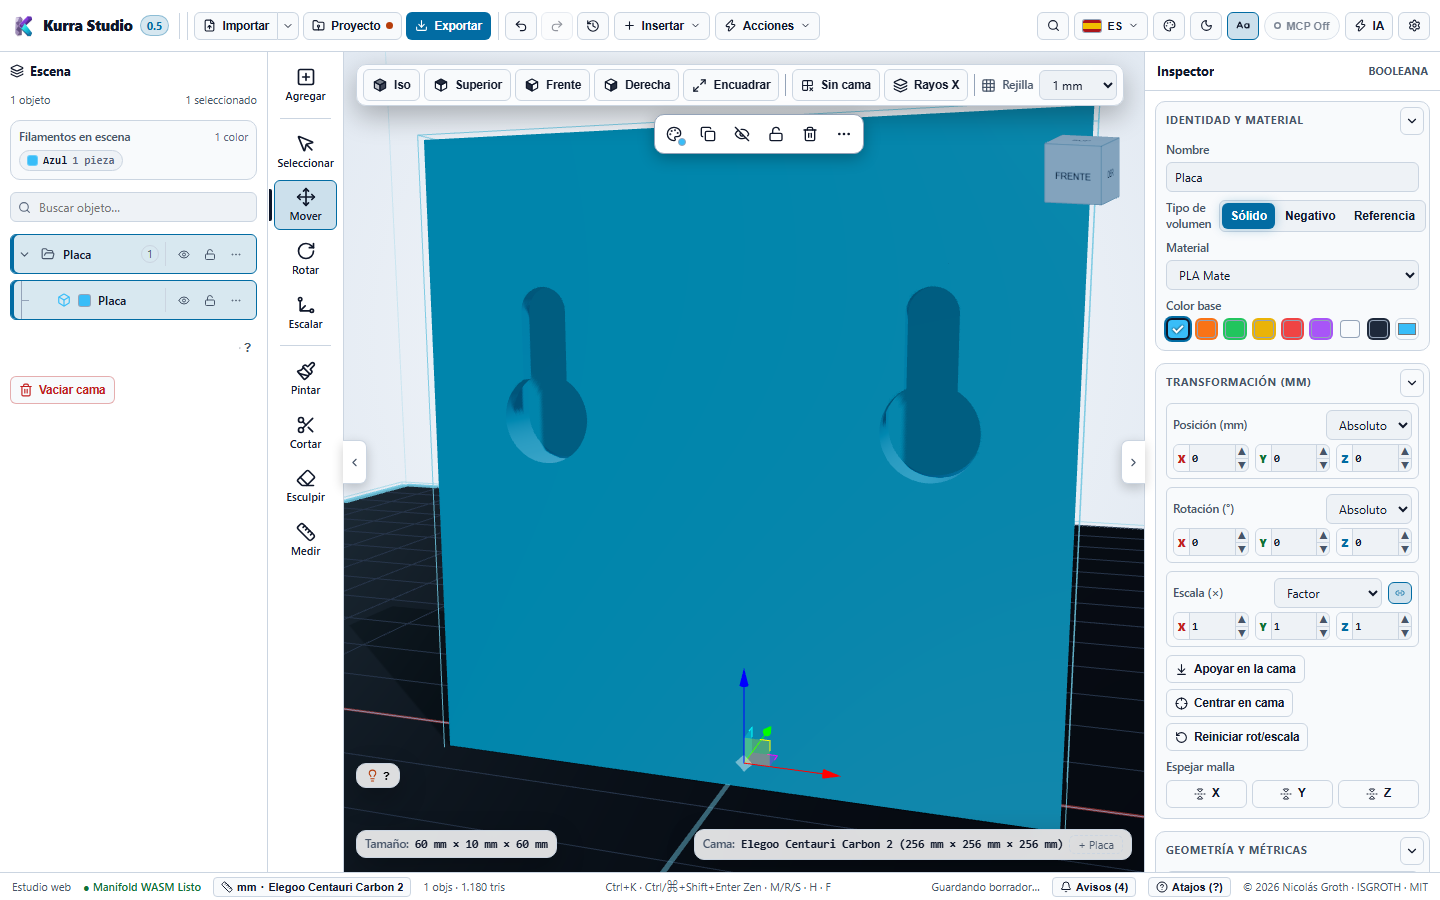 Kurra Studio 0.5
Importar
Proyecto
Exportar
Insertar
Acciones
ES
Aa
MCP Off
IA
Escena
1 objeto 1 seleccionado
Filamentos en escena 1 color
Azul 1 pieza
Buscar objeto...
Placa 1
Placa
?
Vaciar cama
Agregar
Seleccionar
Mover
Rotar
Escalar
Pintar
Cortar
Esculpir
Medir
Iso
Superior
Frente
Derecha
Encuadrar
Sin cama
Rayos X
Rejilla
1 mm
FRENTE
?
Tamaño: 60 mm × 10 mm × 60 mm
Cama: Elegoo Centauri Carbon 2 (256 mm × 256 mm × 256 mm) + Placa
Inspector BOOLEANA
IDENTIDAD Y MATERIAL
Nombre
Placa
Tipo de volumen
Sólido Negativo Referencia
Material
PLA Mate
Color base
TRANSFORMACIÓN (MM)
Posición (mm) Absoluto
X 0 Y 0 Z 0
Rotación (°) Absoluto
X 0 Y 0 Z 0
Escala (×) Factor
X 1 Y 1 Z 1
Apoyar en la cama
Centrar en cama
Reiniciar rot/escala
Espejar malla
X Y Z
GEOMETRÍA Y MÉTRICAS
Estudio web
Manifold WASM Listo
mm · Elegoo Centauri Carbon 2
1 objs · 1.180 tris
Ctrl+K · Ctrl/⌘+Shift+Enter Zen · M/R/S · H · F
Guardando borrador...
Avisos (4)
Atajos (?)
© 2026 Nicolás Groth · ISGROTH · MIT